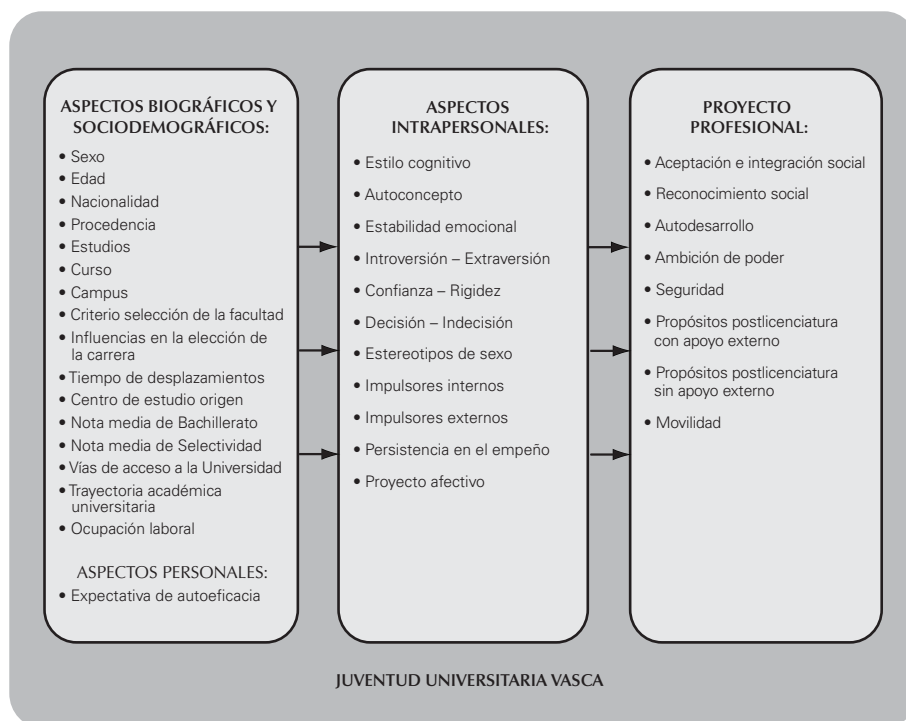 ASPECTOS BIOGRÁFICOS Y
SOCIODEMOGRÁFICOS:
• Sexo
• Edad
• Nacionalidad
• Procedencia
• Estudios
• Curso
• Campus
• Criterio selección de la facultad
• Influencias en la elección de
la carrera
• Tiempo de desplazamientos
• Centro de estudio origen
• Nota media de Bachillerato
• Nota media de Selectividad
• Vías de acceso a la Universidad
• Trayectoria académica
universitaria
• Ocupación laboral
ASPECTOS PERSONALES:
• Expectativa de autoeficacia
ASPECTOS
INTRAPERSONALES:
• Estilo cognitivo
• Autoconcepto
• Estabilidad emocional
• Introversión – Extraversión
• Confianza – Rigidez
• Decisión – Indecisión
• Estereotipos de sexo
• Impulsores internos
• Impulsores externos
• Persistencia en el empeño
• Proyecto afectivo
PROYECTO
PROFESIONAL:
• Aceptación e integración social
• Reconocimiento social
• Autodesarrollo
• Ambición de poder
• Seguridad
• Propósitos postlicenciatura
con apoyo externo
• Propósitos postlicenciatura
sin apoyo externo
• Movilidad
JUVENTUD UNIVERSITARIA VASCA